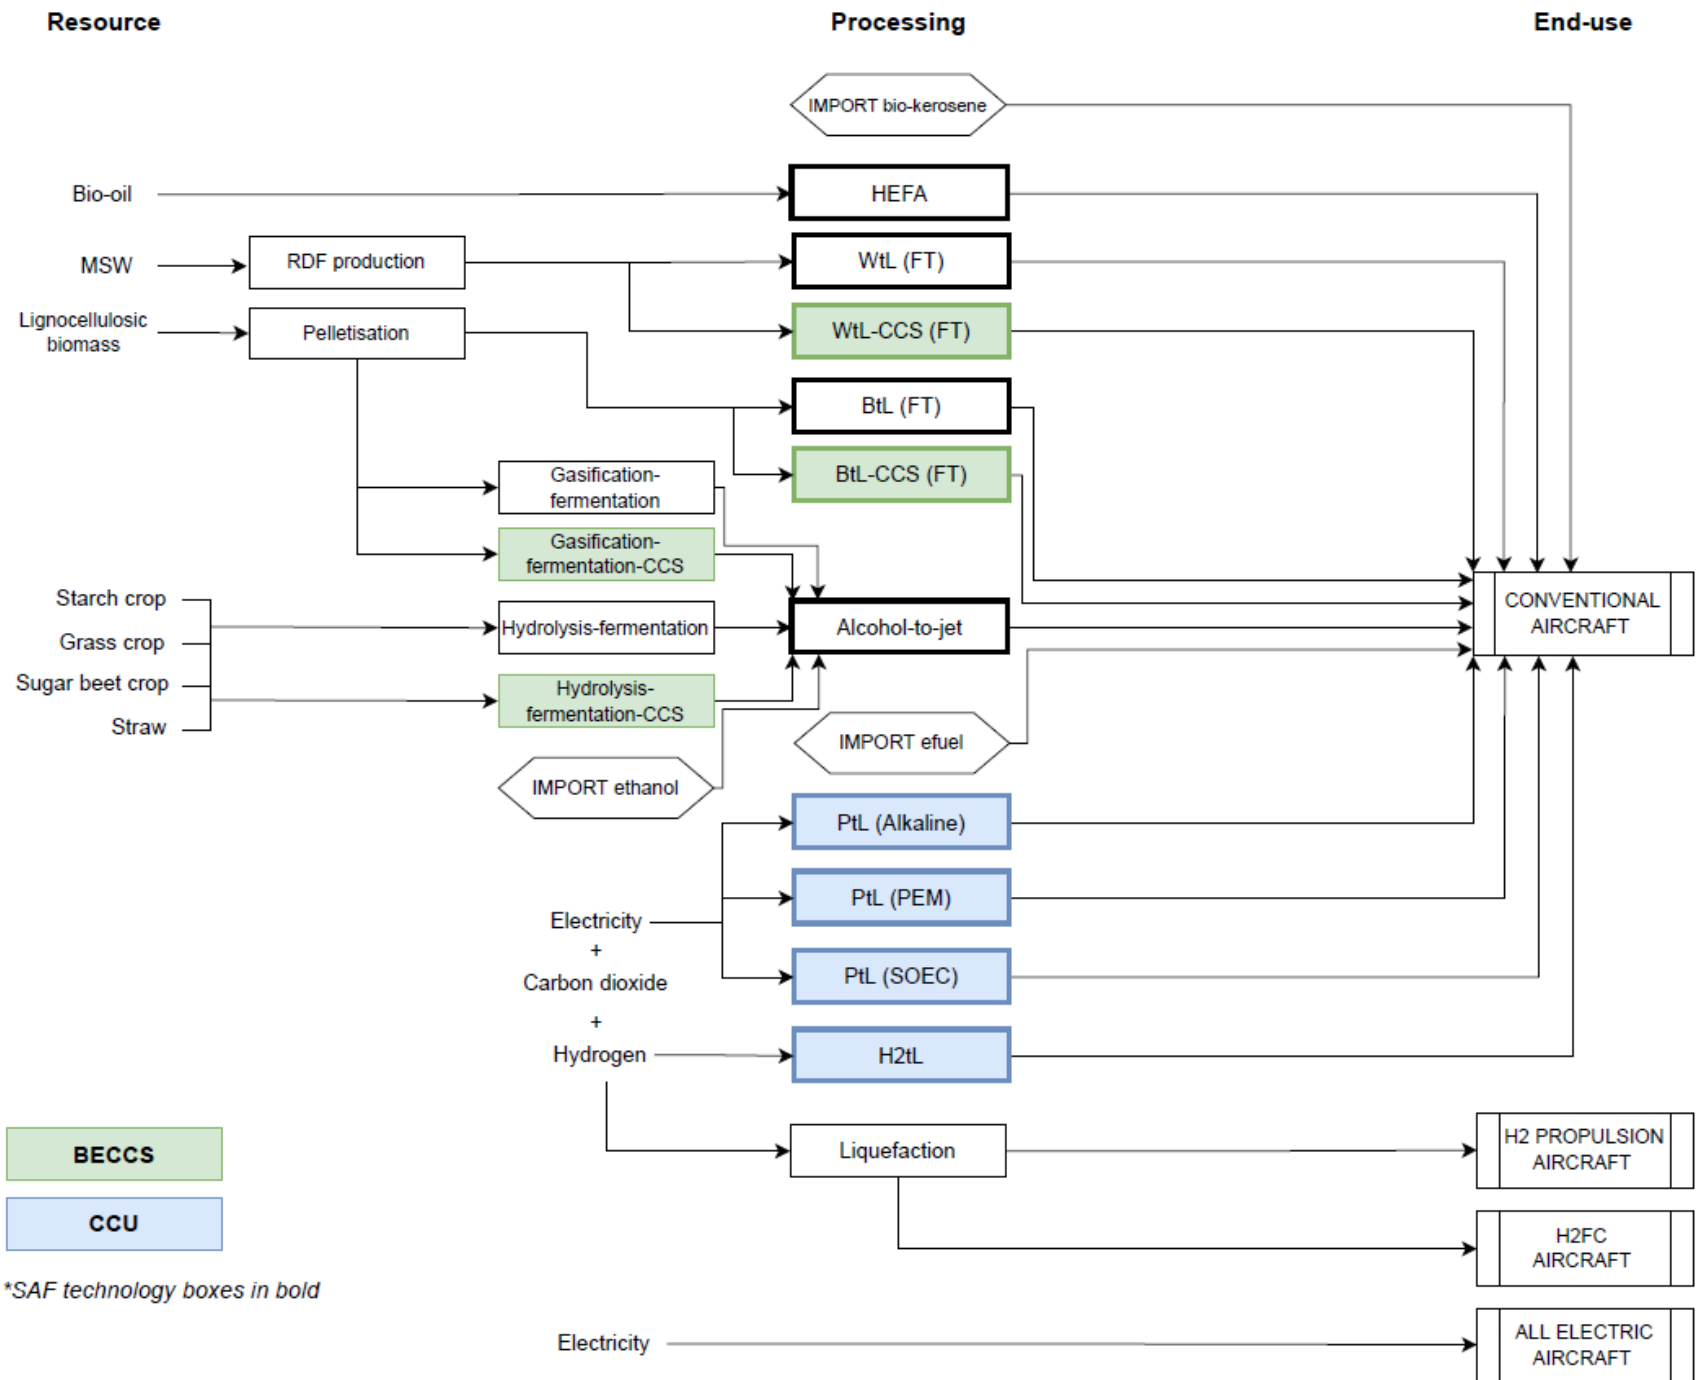 Resource
Processing
End-use
IMPORT bio-kerosene
Bio-oil
HEFA
MSW
RDF production
WtL (FT)
Lignocellulosic
biomass
Pelletisation
WtL-CCS (FT)
BtL (FT)
BtL-CCS (FT)
Gasification-
fermentation
Gasification-
fermentation-CCS
Starch crop
Grass crop
Sugar beet crop
Straw
Hydrolysis-fermentation
Alcohol-to-jet
CONVENTIONAL
AIRCRAFT
Hydrolysis-
fermentation-CCS
IMPORT efuel
IMPORT ethanol
PtL (Alkaline)
PtL (PEM)
Electricity
+
Carbon dioxide
+
Hydrogen
PtL (SOEC)
H2tL
Liquefaction
H2 PROPULSION
AIRCRAFT
H2FC
AIRCRAFT
Electricity
ALL ELECTRIC
AIRCRAFT
BECCS
CCU
*SAF technology boxes in bold